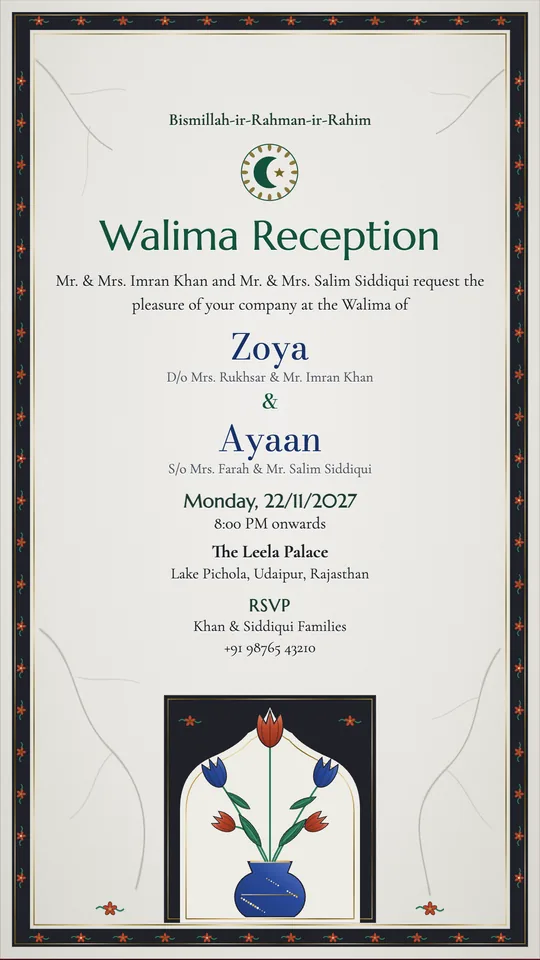 Bismillah-ir-Rahman-ir-Rahim
Walima Reception
Mr. & Mrs. Imran Khan and Mr. & Mrs. Salim Siddiqui request the
pleasure of your company at the Walima of
Zoya
D/o Mrs. Rukhsar & Mr. Imran Khan
&
Ayaan
S/o Mrs. Farah & Mr. Salim Siddiqui
Monday, 22/11/2027
8:00 PM onwards
The Leela Palace
Lake Pichola, Udaipur, Rajasthan
RSVP
Khan & Siddiqui Families
+91 98765 43210